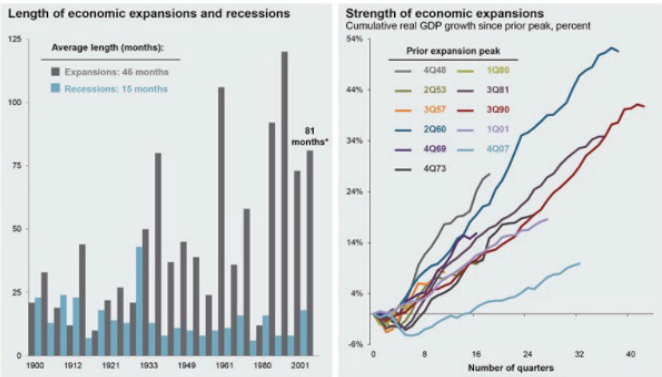 Length of economic expansions and recessions
125
100
75
50
25
0
Average length (months):
Expansions: 46 months
Recessions: 15 months
81
months*
1900 1912 1921 1933 1949 1961 1980 2001
Strength of economic expansions
Cumulative real GDP growth since prior peak, percent
54%
44%
34%
24%
14%
4%
-6%
Prior expansion peak
4Q48 1Q80
2Q53 3Q81
3Q57 3Q90
2Q60 1Q01
4Q69 4Q07
4Q73
0 8 16 24 32 40
Number of quarters